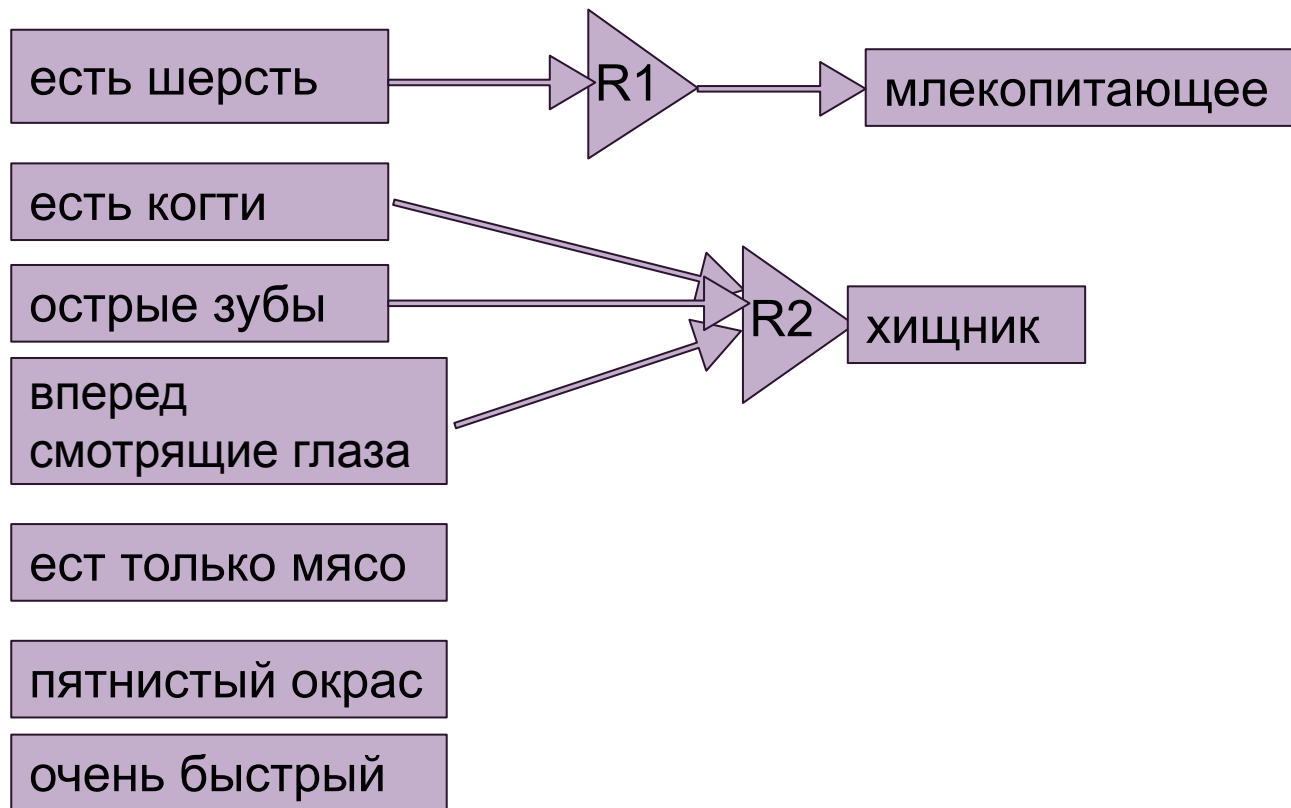 есть шерсть
R1
млекопитающее
есть когти
острые зубы
R2
хищник
вперед
смотрящие глаза
ест только мясо
пятнистый окрас
очень быстрый